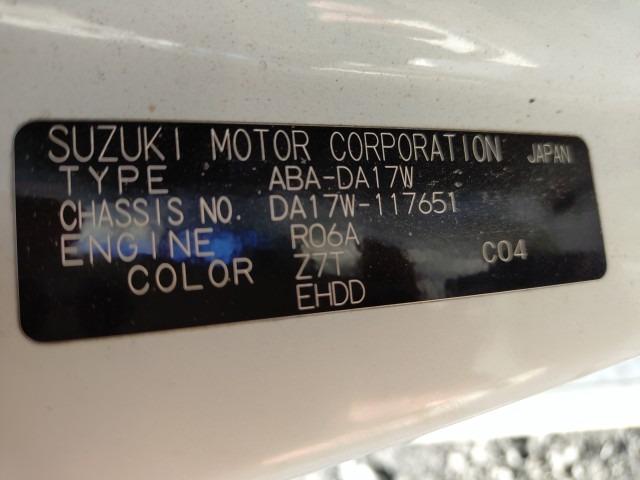 SUZUKI MOTOR CORPORATION JAPAN
TYPE ABA-DA17W
CHASSIS NO. DA17W-117651
ENGINE R06A
COLOR Z7T C04
EHDD